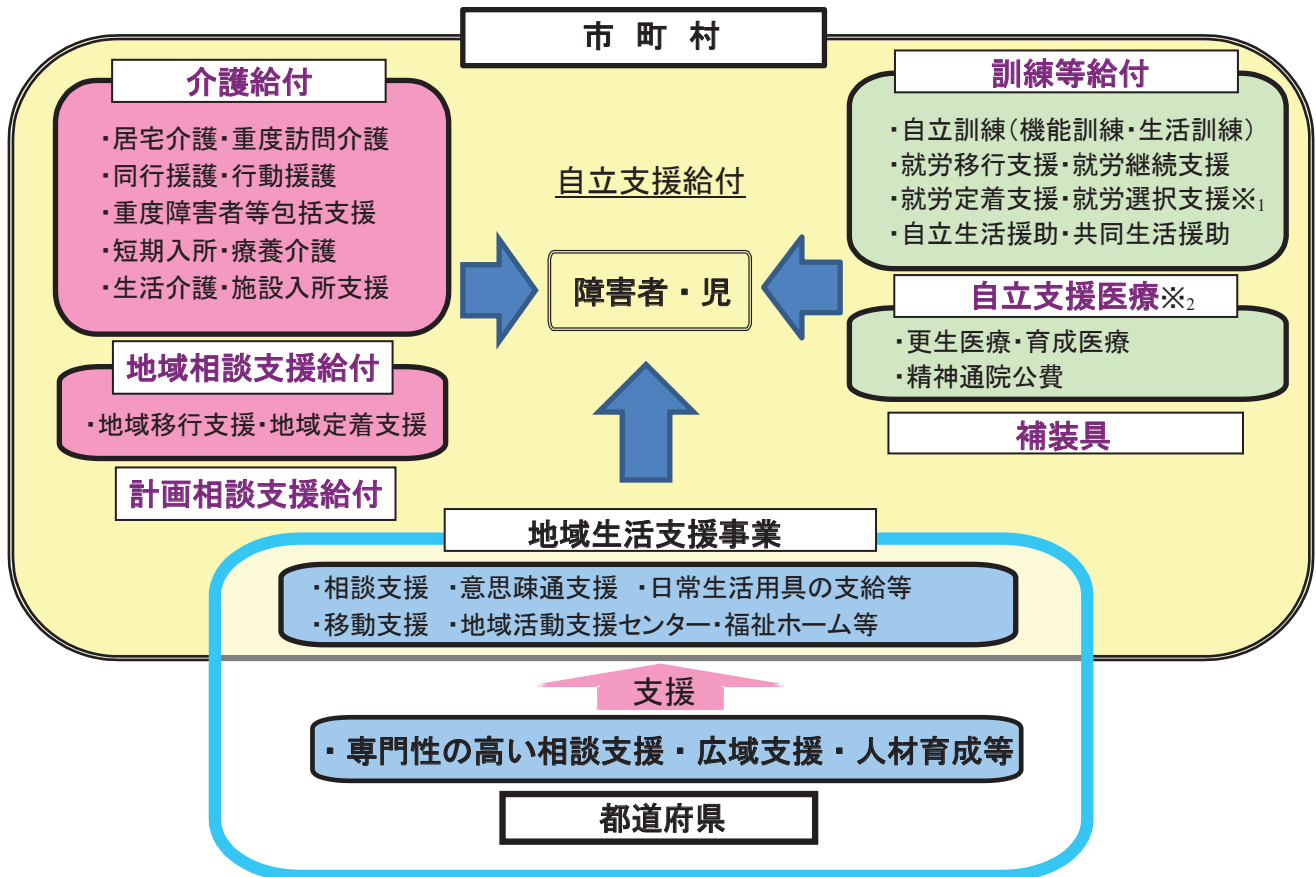 市 町 村
介護給付
・居宅介護・重度訪問介護
・同行援護・行動援護
・重度障害者等包括支援
・短期入所・療養介護
・生活介護・施設入所支援
地域相談支援給付
・地域移行支援・地域定着支援
計画相談支援給付
自立支援給付
障害者・児
訓練等給付
・自立訓練(機能訓練・生活訓練)
・就労移行支援・就労継続支援
・就労定着支援・就労選択支援※1
・自立生活援助・共同生活援助
自立支援医療※2
・更生医療・育成医療
・精神通院公費
補装具
地域生活支援事業
・相談支援 ・意思疎通支援 ・日常生活用具の支給等
・移動支援 ・地域活動支援センター・福祉ホーム等
支援
・専門性の高い相談支援・広域支援・人材育成等
都道府県